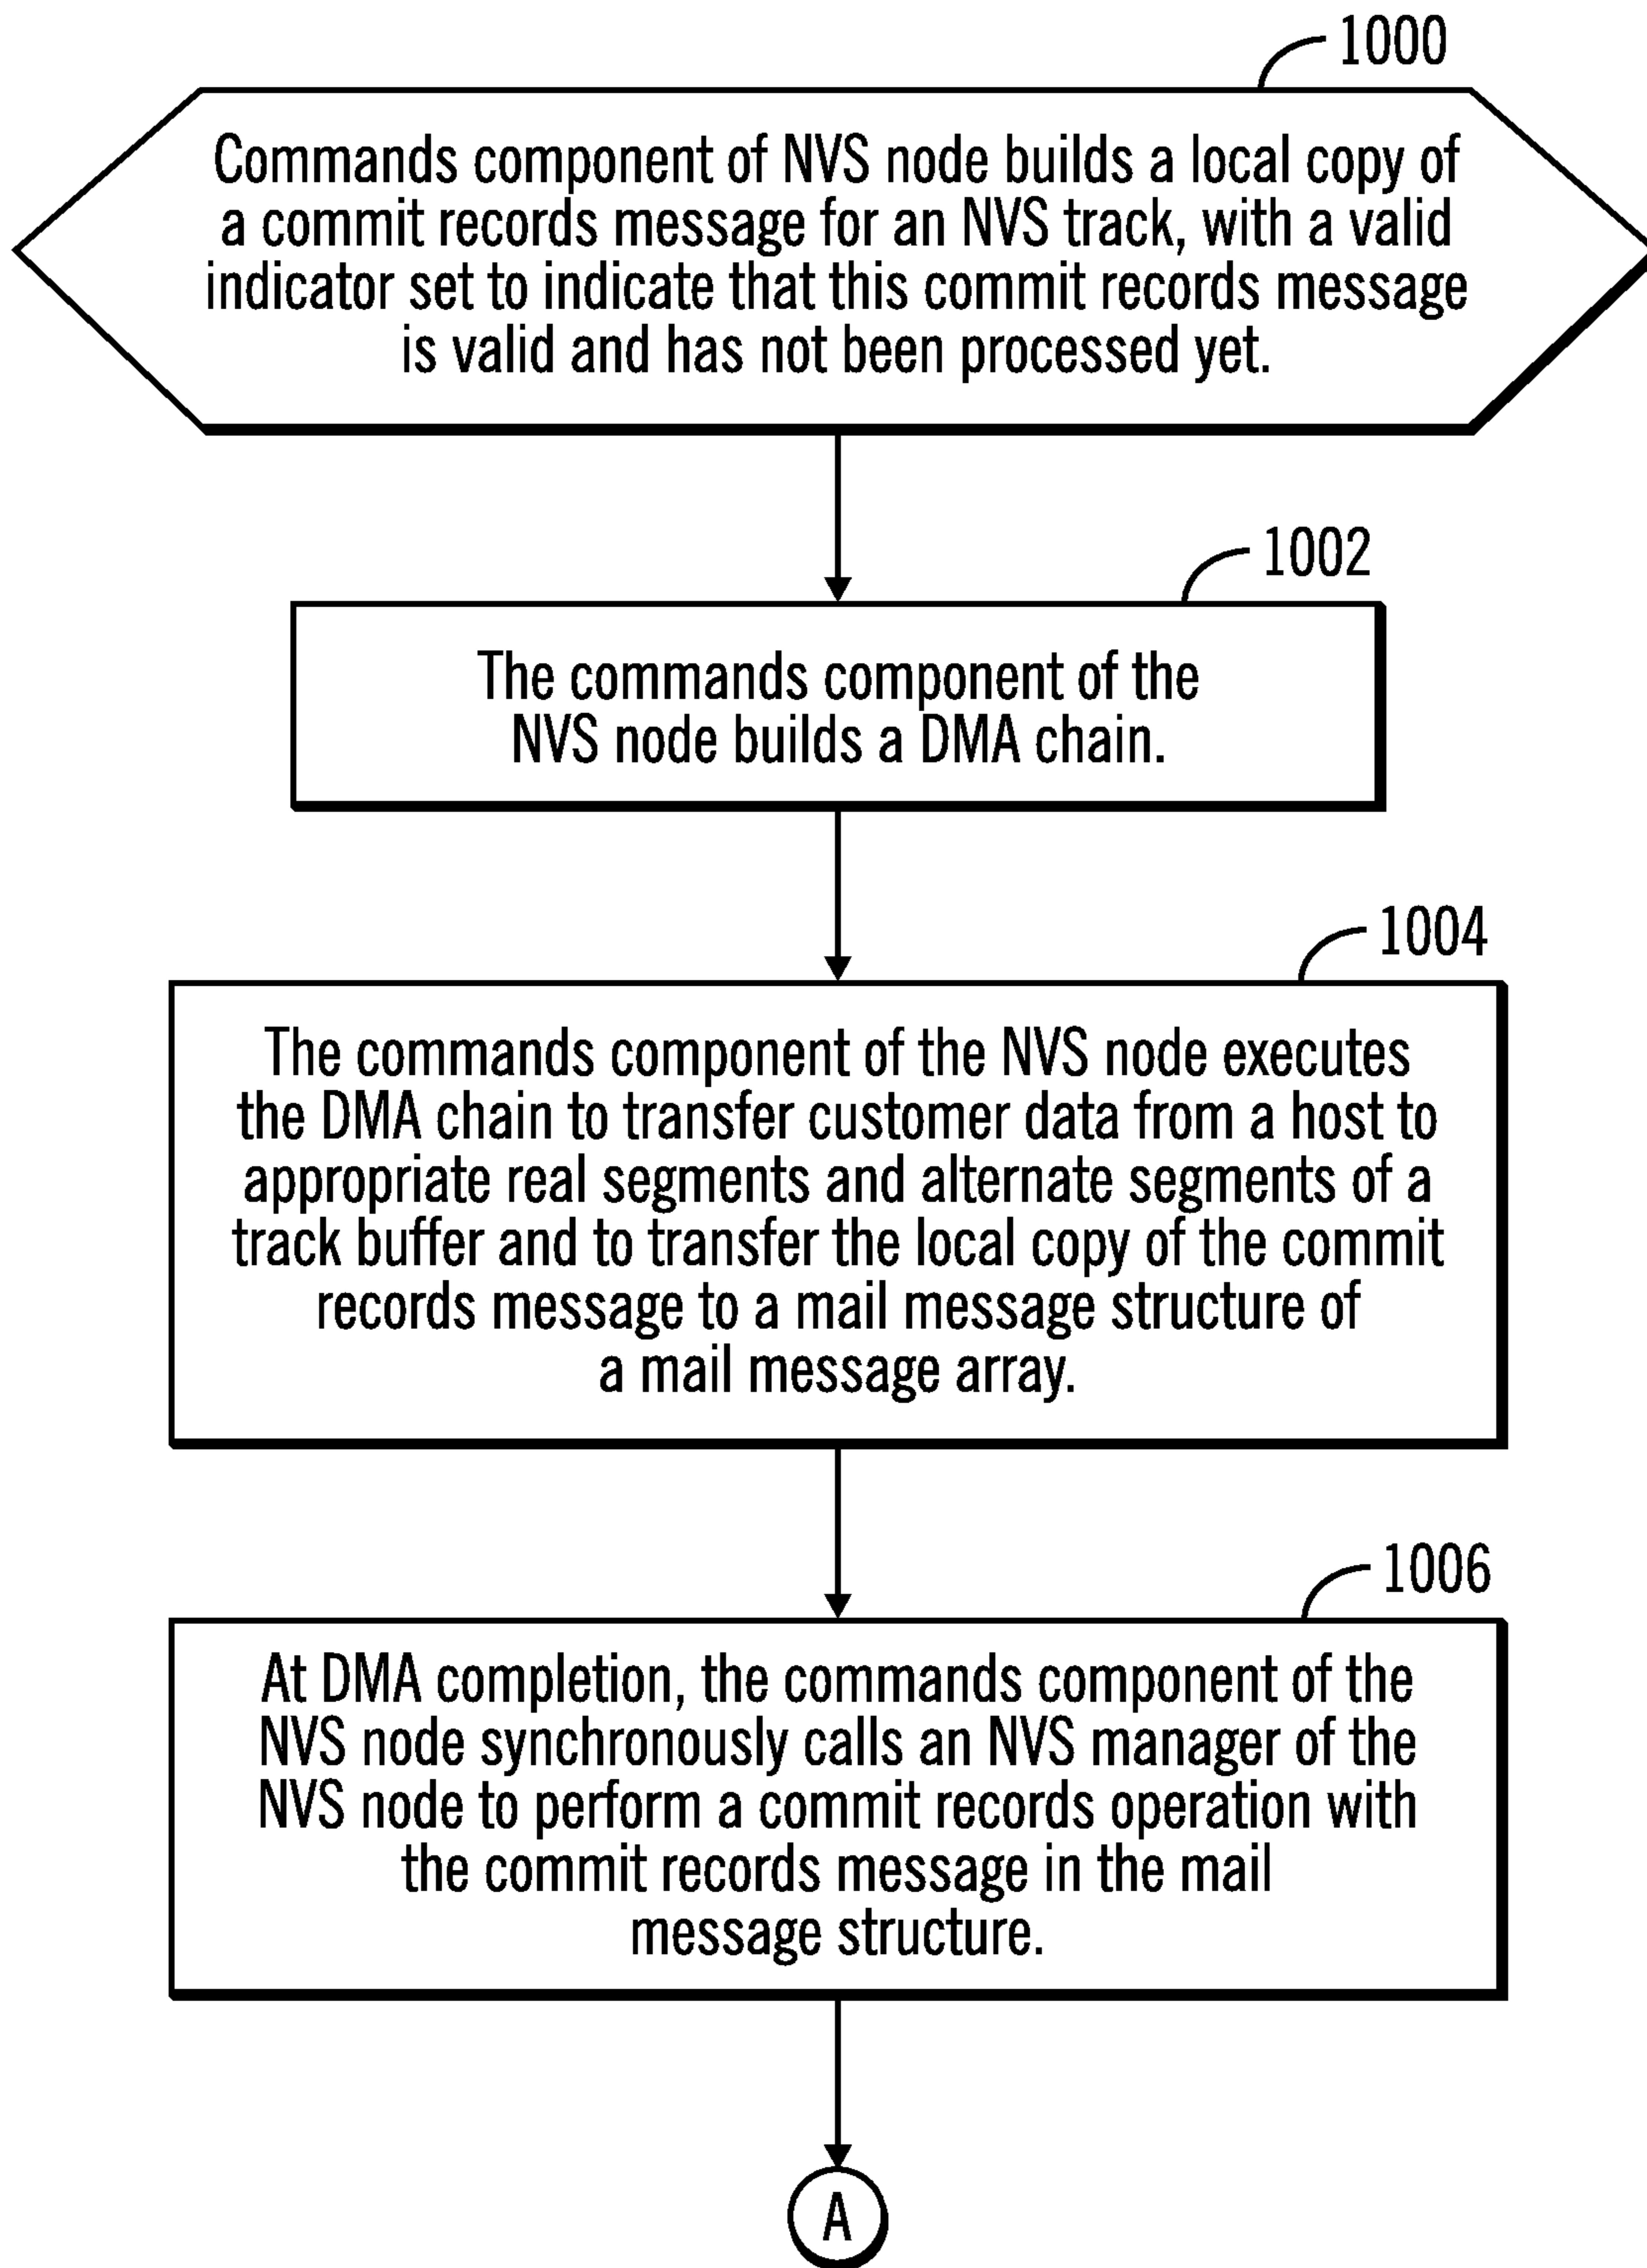 1000
Commands component of NVS node builds a local copy of
a commit records message for an NVS track, with a valid
indicator set to indicate that this commit records message
is valid and has not been processed yet.
1002
The commands component of the
NVS node builds a DMA chain.
1004
The commands component of the NVS node executes
the DMA chain to transfer customer data from a host to
appropriate real segments and alternate segments of a
track buffer and to transfer the local copy of the commit
records message to a mail message structure of
a mail message array.
1006
At DMA completion, the commands component of the
NVS node synchronously calls an NVS manager of the
NVS node to perform a commit records operation with
the commit records message in the mail
message structure.
A